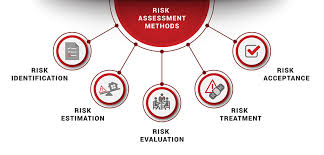 RISK
ASSESSMENT
METHODS
RISK
IDENTIFICATION
RISK
ESTIMATION
RISK
EVALUATION
RISK
TREATMENT
RISK
ACCEPTANCE